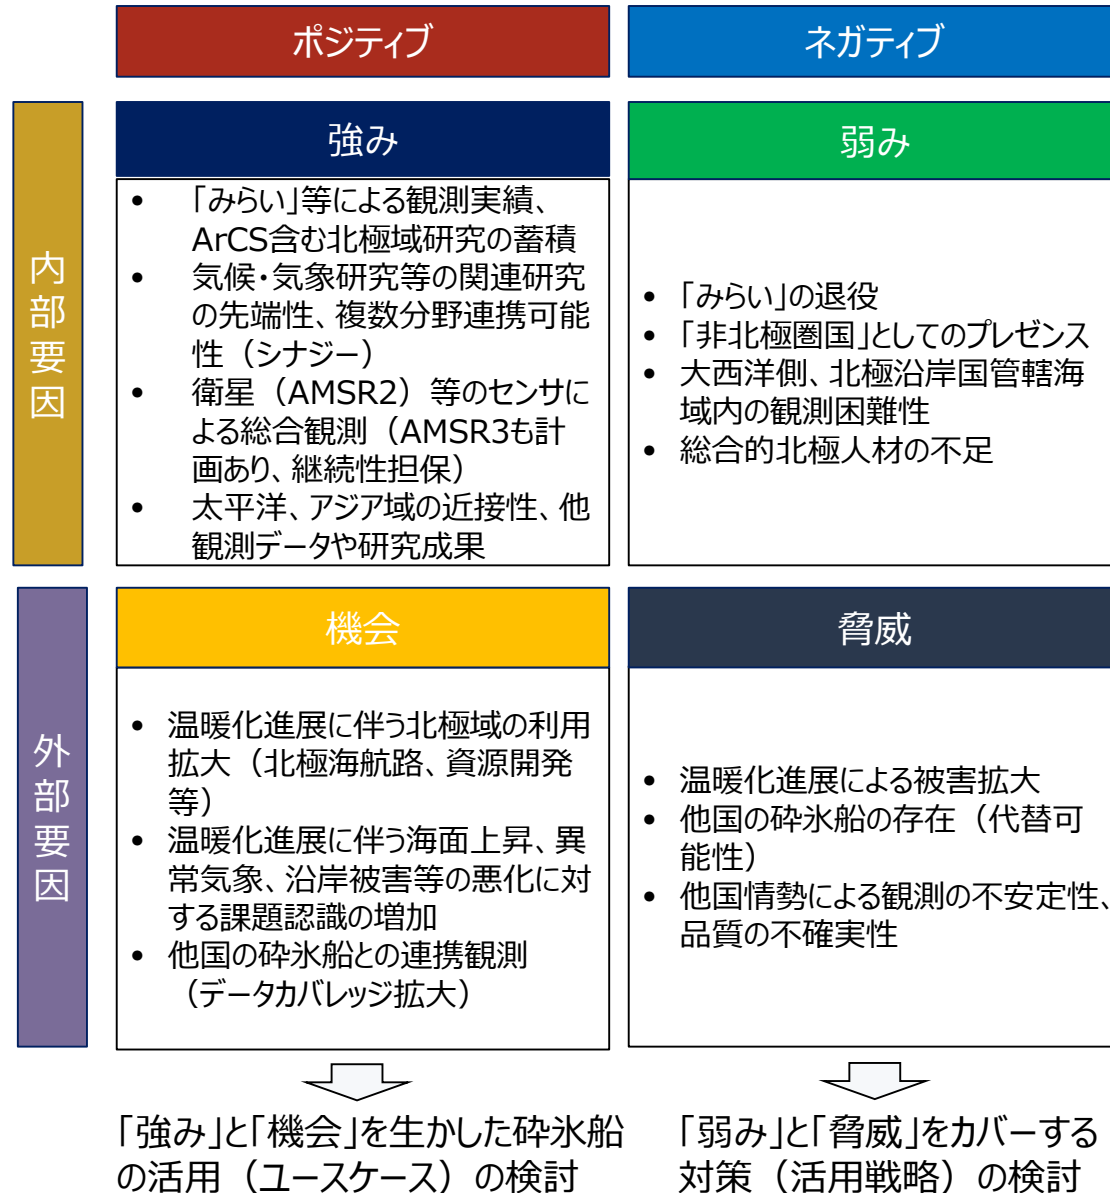 ポジティブ
ネガティブ
内部要因
強み
• 「みらい」等による観測実績、
ArCS含む北極域研究の蓄積
• 気候・気象研究等の関連研究
の先端性、複数分野連携可能
性（シナジー）
• 衛星（AMSR2）等のセンサに
よる総合観測（AMSR3も計
画あり、継続性担保）
• 太平洋、アジア域の近接性、他
観測データや研究成果
弱み
• 「みらい」の退役
• 「非北極圏国」としてのプレゼンス
• 大西洋側、北極沿岸国管轄海
域内の観測困難性
• 総合的北極人材の不足
外部要因
機会
• 温暖化進展に伴う北極域の利用
拡大（北極海航路、資源開発
等）
• 温暖化進展に伴う海面上昇、異
常気象、沿岸被害等の悪化に対
する課題認識の増加
• 他国の砕氷船との連携観測
（データカバレッジ拡大）
脅威
• 温暖化進展による被害拡大
• 他国の砕氷船の存在（代替可
能性）
• 他国情勢による観測の不安定性、
品質の不確実性
「強み」と「機会」を生かした砕氷船
の活用（ユースケース）の検討
「弱み」と「脅威」をカバーする
対策（活用戦略）の検討